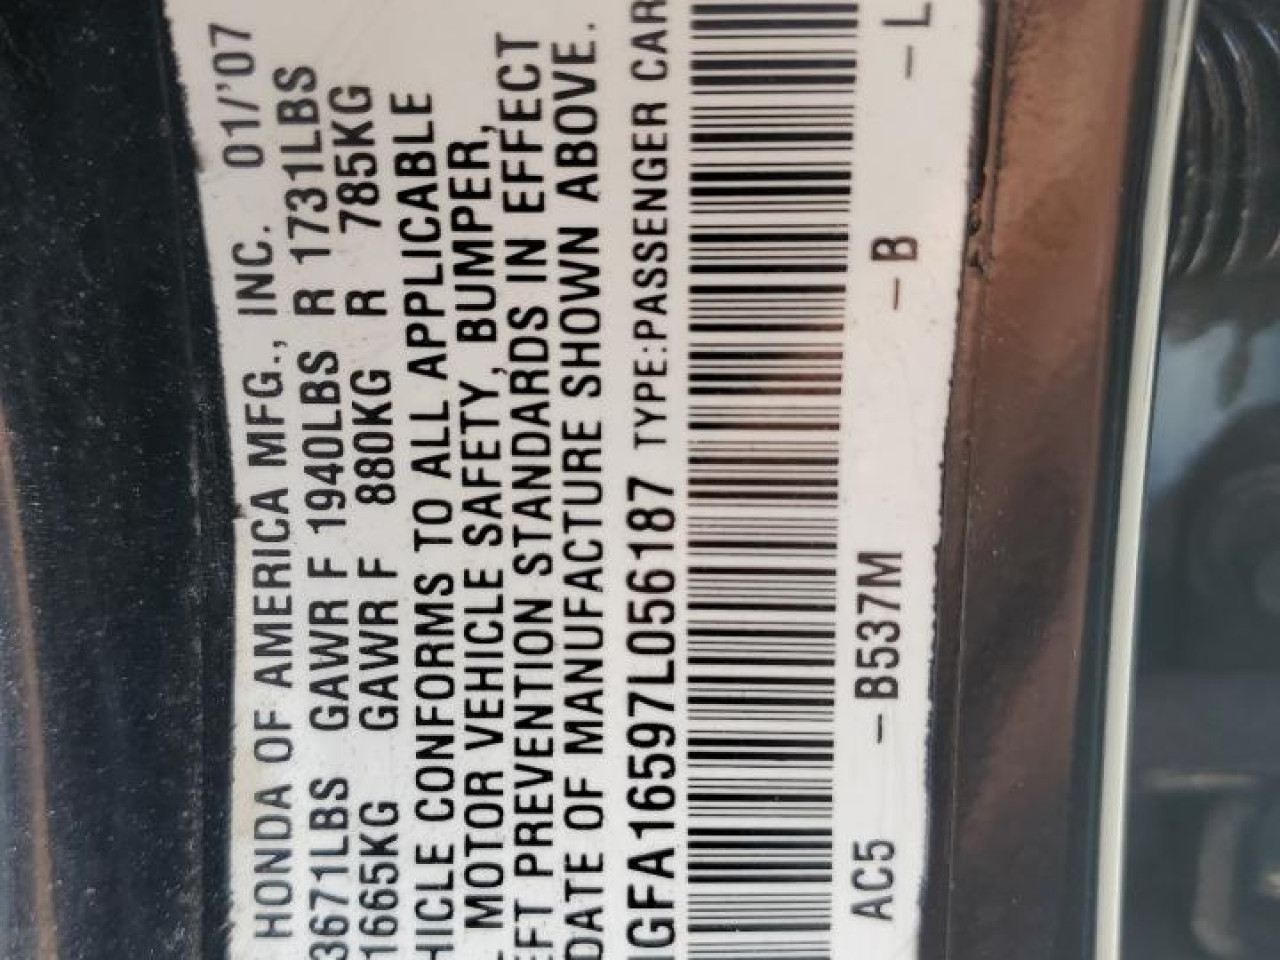 HONDA OF AMERICA MFG., INC. 01/'07
3671LBS GAWR F 1940LBS R 1731LBS
1665KG GAWR F 880KG R 785KG
HICLE CONFORMS TO ALL APPLICABLE
MOTOR VEHICLE SAFETY, BUMPER,
EFT PREVENTION STANDARDS IN EFFECT
DATE OF MANUFACTURE SHOWN ABOVE.
HGFA16597L056187 TYPE:PASSENGER CAR
AC5 -B537M -B -L